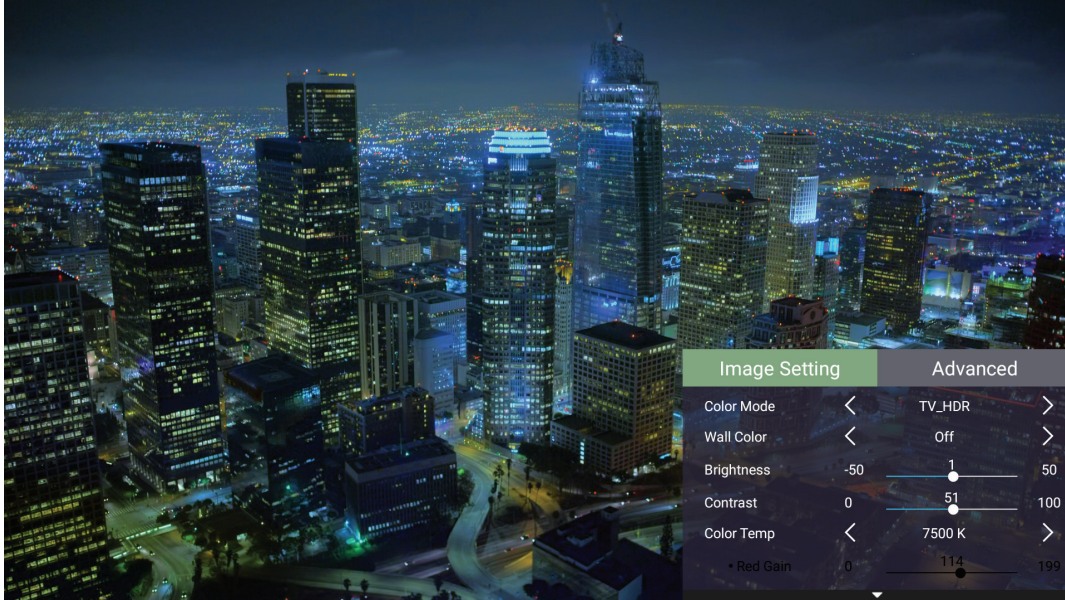 Image Setting Advanced
Color Mode TV_HDR
Wall Color Off
Brightness -50 1 50
Contrast 0 51 100
Color Temp 7500 K
• Red Gain 0 114 199